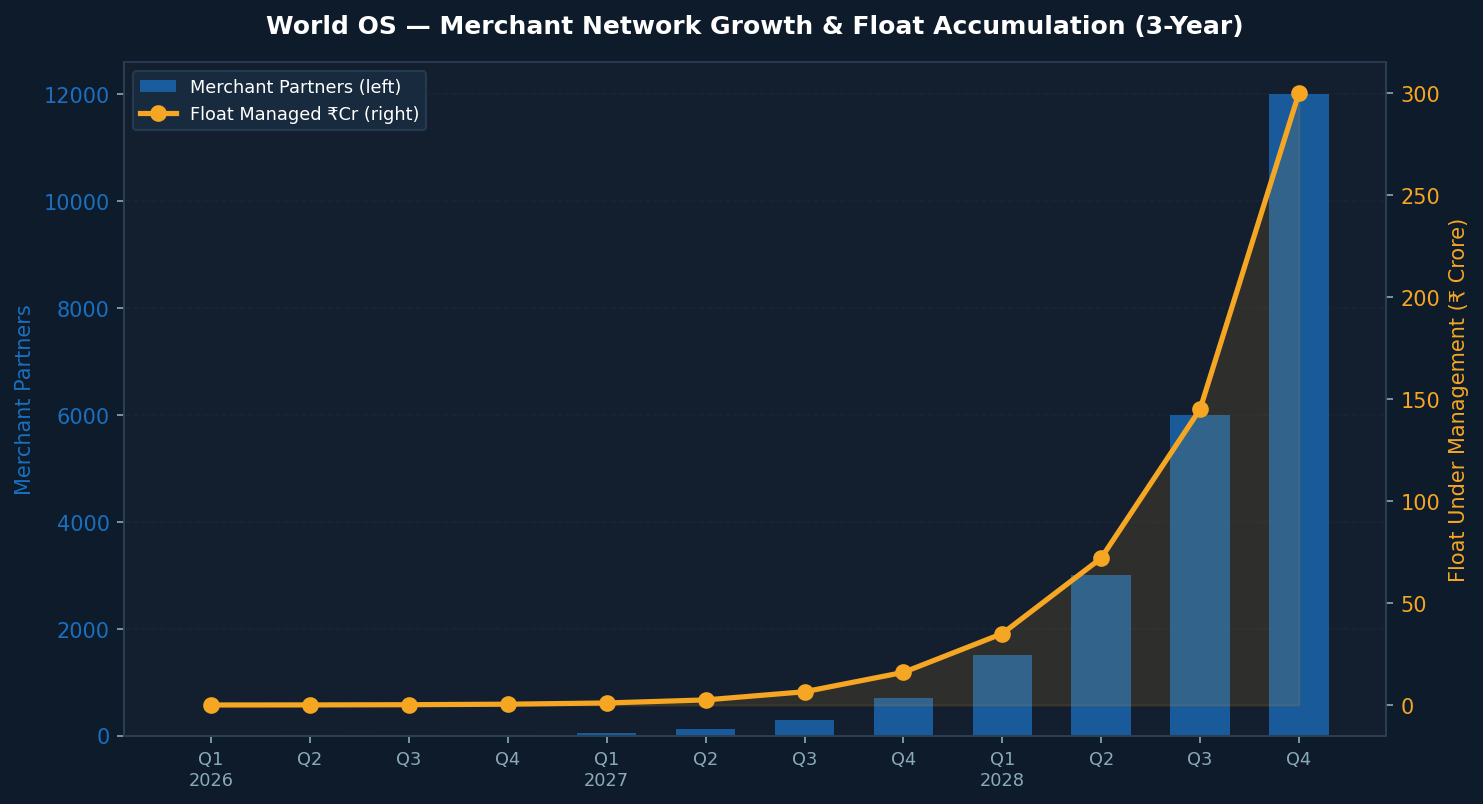 World OS — Merchant Network Growth & Float Accumulation (3-Year)
Merchant Partners (left)
Float Managed ₹Cr (right)
Merchant Partners
12000
10000
8000
6000
4000
2000
0
300
250
200
150
100
50
0
Float Under Management (₹ Crore)
Q1 Q2 Q3 Q4 Q1 Q2 Q3 Q4 Q1 Q2 Q3 Q4
2026 2027 2028